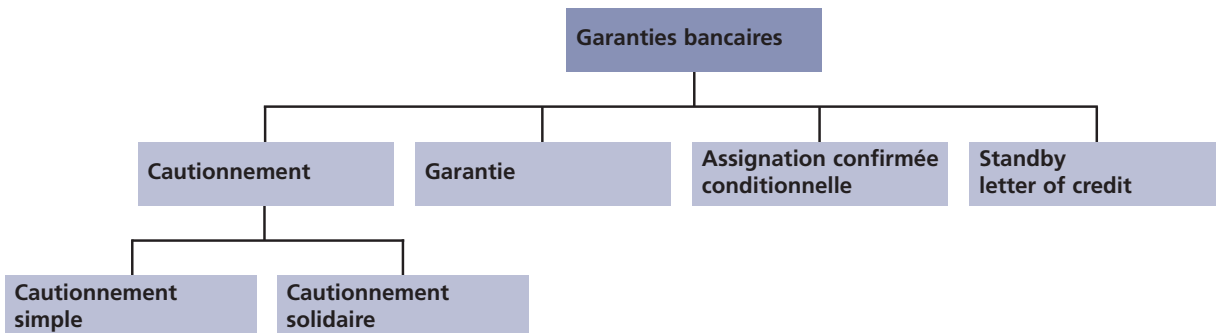 Garanties bancaires
Cautionnement
Garantie
Assignation confirmée
conditionnelle
Standby
letter of credit
Cautionnement
simple
Cautionnement
solidaire